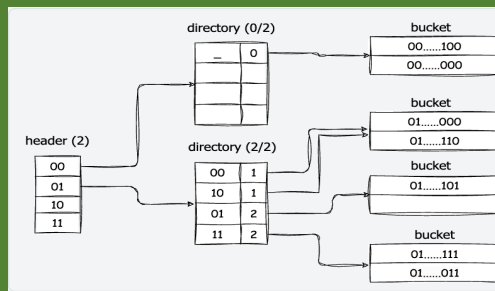 directory (0/2)
_ 0
bucket
00......100
00......000
header (2)
00
01
10
11
directory (2/2)
00 1
10 1
01 2
11 2
bucket
01......000
01......110
bucket
01......101
bucket
01......111
01......011